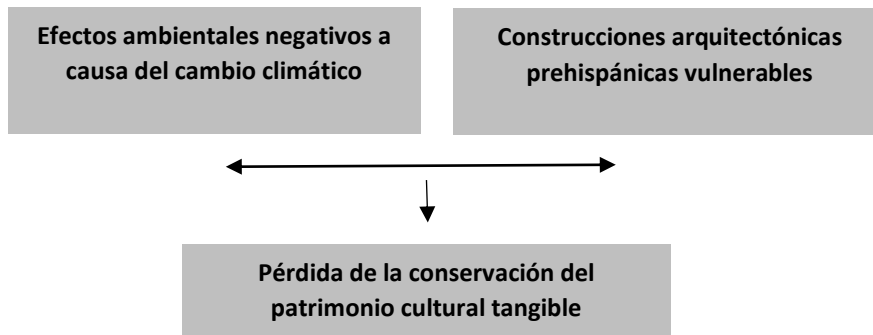 Efectos ambientales negativos a
causa del cambio climático
Construcciones arquitectónicas
prehispánicas vulnerables
Pérdida de la conservación del
patrimonio cultural tangible